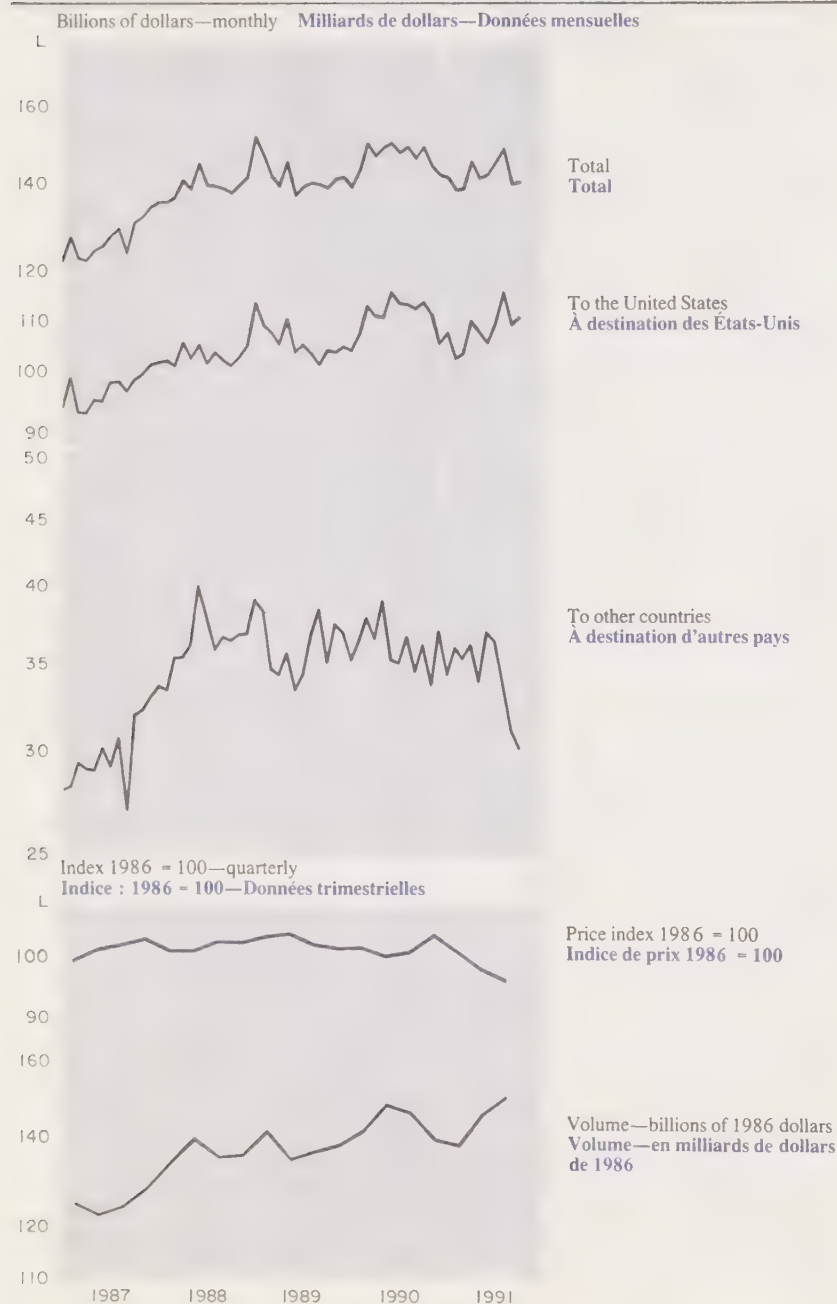 Billions of dollars—monthly Milliards de dollars—Données mensuelles
L
160
140
120
110
100
90
50
45
40
35
30
25
Total
Total
To the United States
À destination des États-Unis
To other countries
À destination d'autres pays
Index 1986 = 100—quarterly
Indice : 1986 = 100—Données trimestrielles
L
100
90
160
140
120
110
Price index 1986 = 100
Indice de prix 1986 = 100
Volume—billions of 1986 dollars
Volume—en milliards de dollars
de 1986
1987 1988 1989 1990 1991